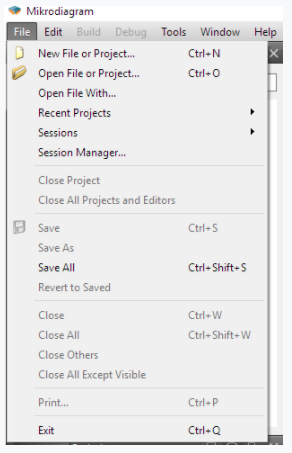 Mikrodiagram
File Edit Build Debug Tools Window Help
New File or Project... Ctrl+N
Open File or Project... Ctrl+O
Open File With...
Recent Projects
Sessions
Session Manager...
Close Project
Close All Projects and Editors
Save Ctrl+S
Save As
Save All Ctrl+Shift+S
Revert to Saved
Close Ctrl+W
Close All Ctrl+Shift+W
Close Others
Close All Except Visible
Print... Ctrl+P
Exit Ctrl+Q